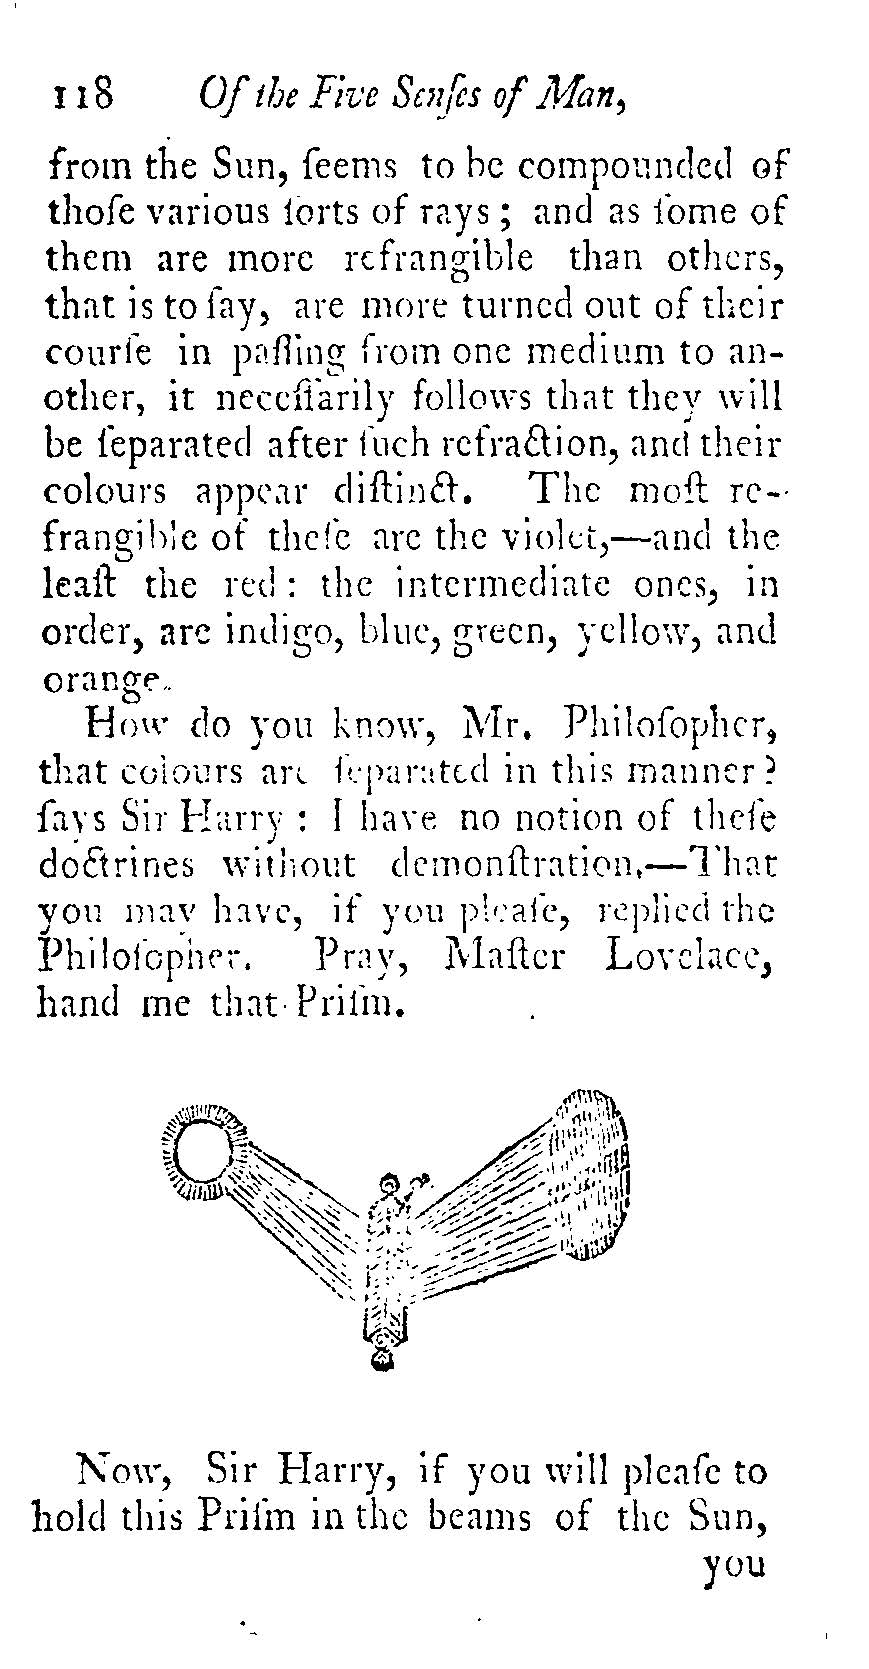 118 Of the Five Senſes of Man,
from the Sun, ſeems to be compounded of
thoſe various ſorts of rays; and as ſome of
them are more refrangible than others,
that is to ſay, are more turned out of their
courſe in paſſing from one medium to an-
other, it neceſſarily follows that they will
be ſeparated after ſuch refraction, and their
colours appear diſtinct. The moſt re-
frangible of theſe are the violet,—and the
leaſt the red: the intermediate ones, in
order, are indigo, blue, green, yellow, and
orange.
How do you know, Mr. Philoſopher,
that colours are ſeparated in this manner?
ſays Sir Harry: I have no notion of theſe
doctrines without demonſtration.—That
you may have, if you pleaſe, replied the
Philoſopher. Pray, Maſter Lovelace,
hand me that Priſm.
Now, Sir Harry, if you will pleaſe to
hold this Priſm in the beams of the Sun,
you